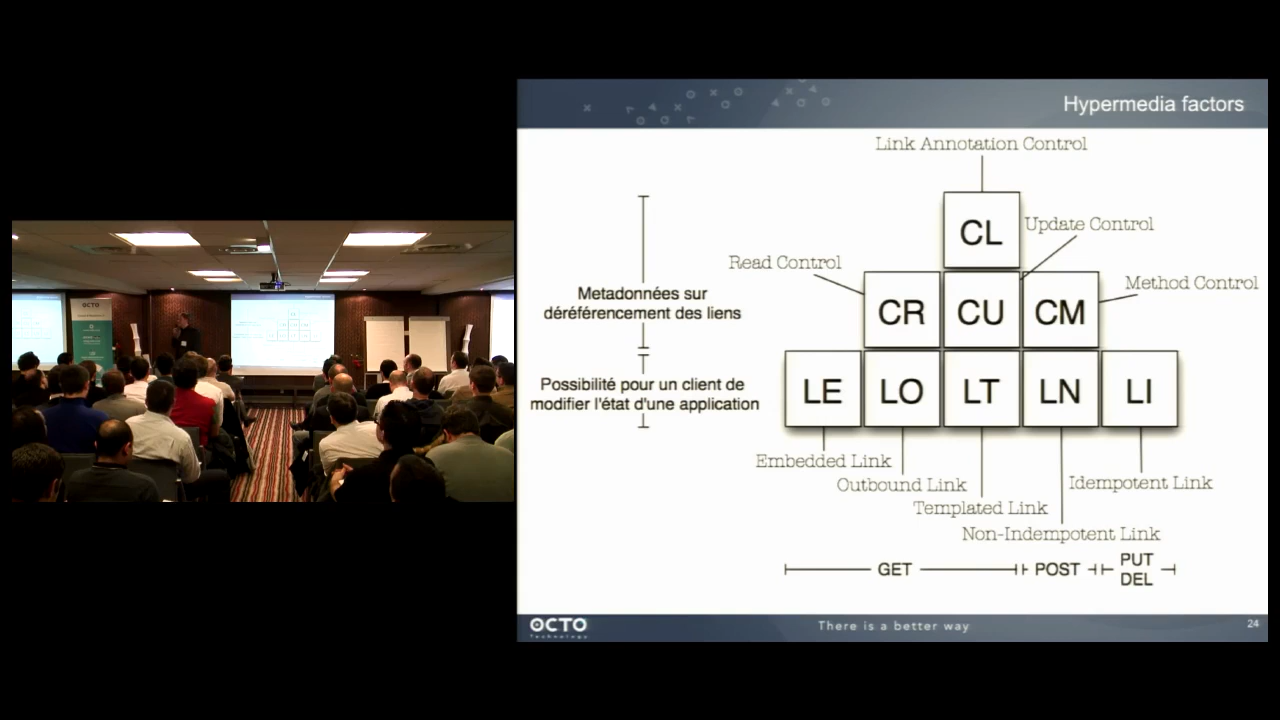 Hypermedia factors
Link Annotation Control
CL
Update Control
Read Control
Method Control
Metadonnées sur
déréférencement des liens
CR
CU
CM
Possibilité pour un client de
modifier l'état d'une application
LE
LO
LT
LN
LI
Embedded Link
Outbound Link
Idempotent Link
Templated Link
Non-Indempotent Link
GET
POST
PUT
DEL
OCTO
Technology
There is a better way
24
OCTO